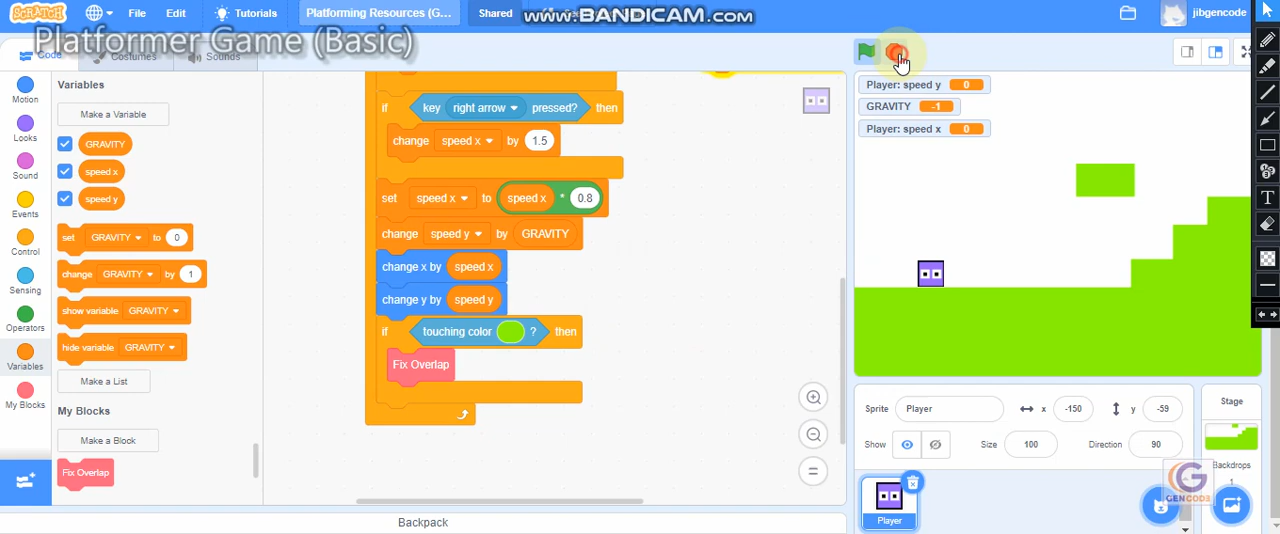 SCRATCH
File
Edit
Tutorials
Platforming Resources (G...
Shared
www.BANDICAM.com
jibgencode
Platformer Game (Basic)
Code
Costumes
Sounds
Variables
Make a Variable
GRAVITY
speed x
speed y
set GRAVITY to 0
change GRAVITY by 1
show variable GRAVITY
hide variable GRAVITY
Make a List
My Blocks
Make a Block
Fix Overlap
Motion
Looks
Sound
Events
Control
Sensing
Operators
Variables
My Blocks
if key right arrow pressed? then
change speed x by 1.5
set speed x to speed x * 0.8
change speed y by GRAVITY
change x by speed x
change y by speed y
if touching color ? then
Fix Overlap
Backpack
Player: speed y 0
GRAVITY -1
Player: speed x 0
T
Sprite Player x -150 y -59
Show Size 100 Direction 90
Player
Stage
Backdrops
1
GENCODE